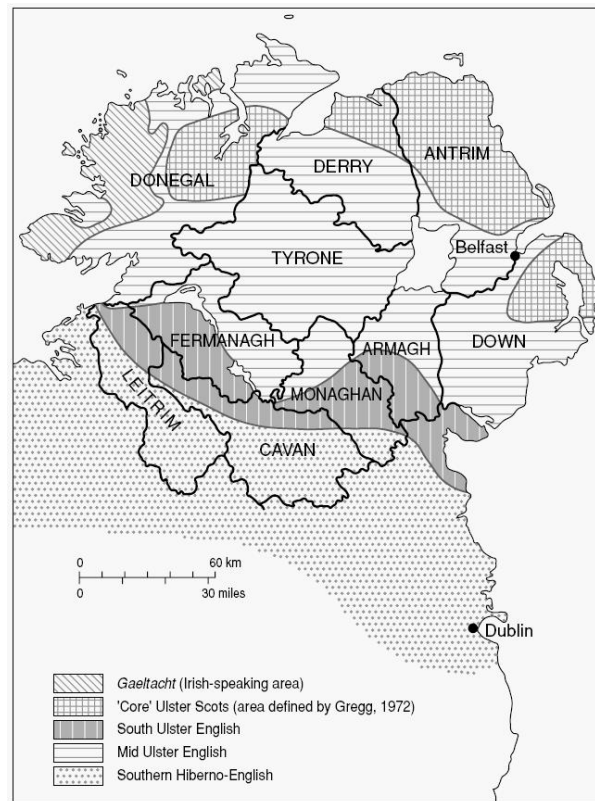 DERRY
ANTRIM
DONEGAL
TYRONE
Belfast
FERMANAGH
ARMAGH
DOWN
LEITRIM
MONAGHAN
CAVAN
0 60 km
0 30 miles
Dublin
Gaeltacht (Irish-speaking area)
'Core' Ulster Scots (area defined by Gregg, 1972)
South Ulster English
Mid Ulster English
Southern Hiberno-English